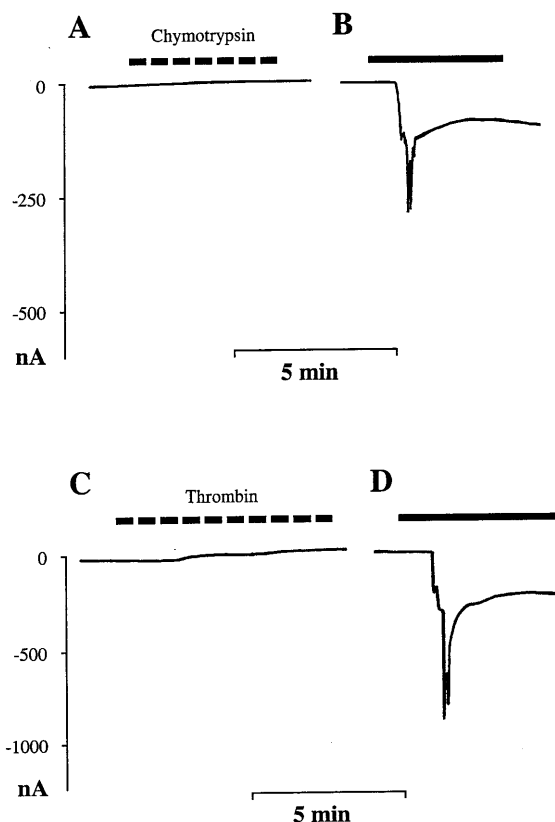 A
Chymotrypsin
B
0
-250
-500
nA
5 min
C
Thrombin
D
0
-500
-1000
nA
5 min